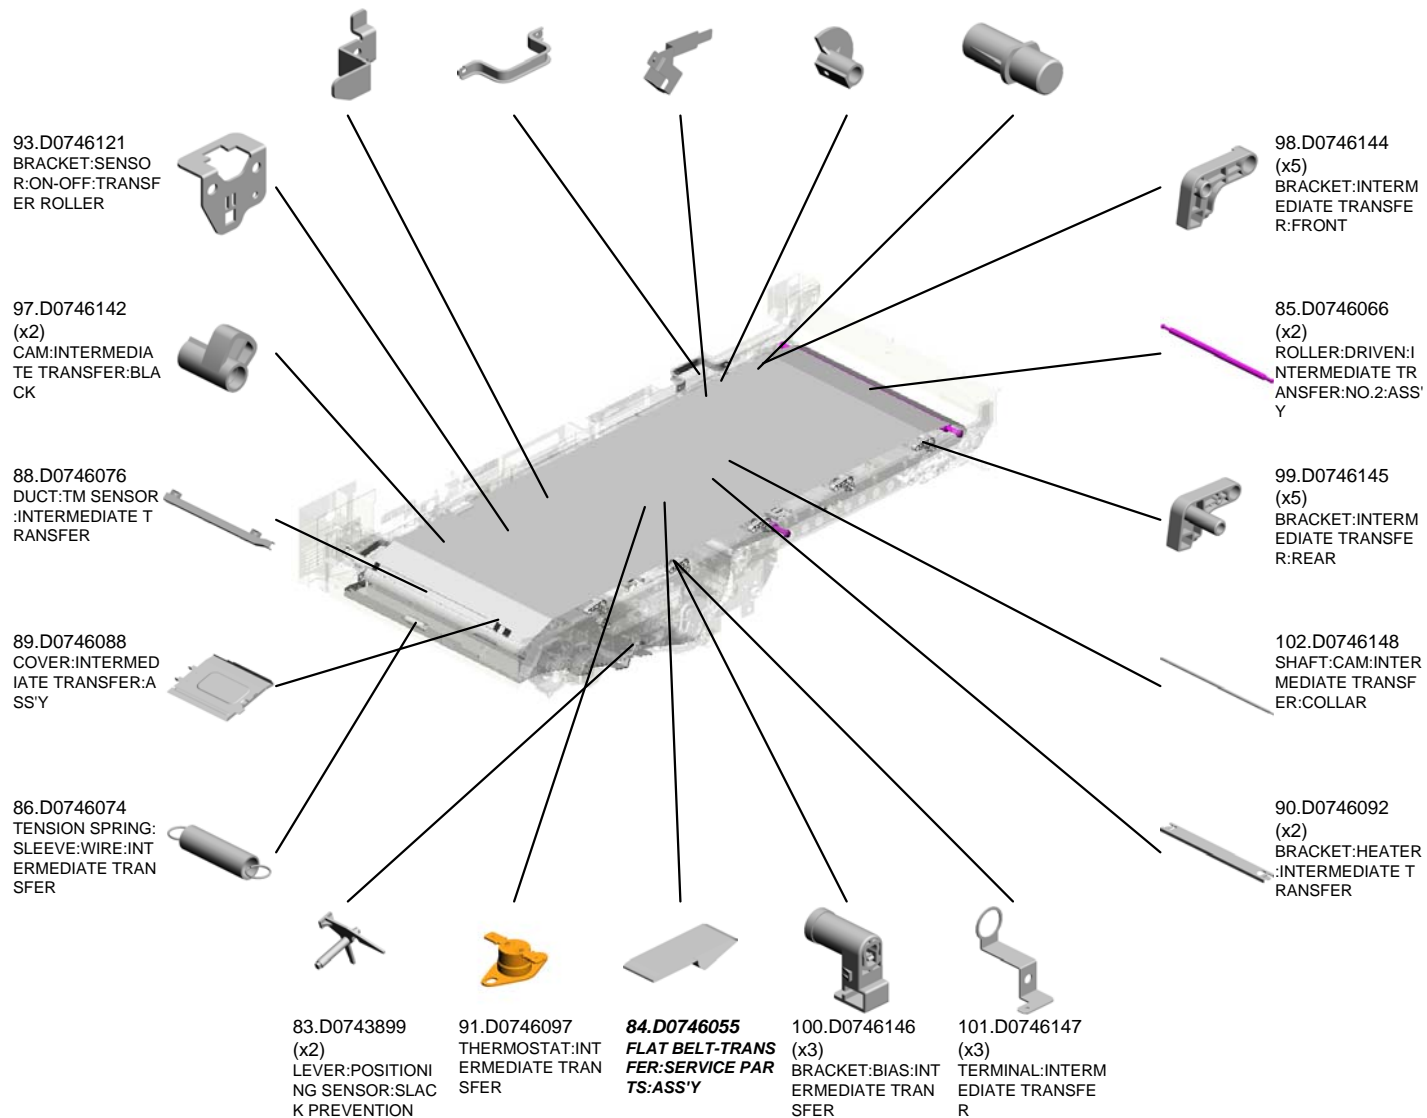 93.D0746121
BRACKET:SENSO
R:ON-OFF:TRANSF
ER ROLLER
97.D0746142
(x2)
CAM:INTERMEDIA
TE TRANSFER:BLA
CK
88.D0746076
DUCT:TM SENSOR
:INTERMEDIATE T
RANSFER
89.D0746088
COVER:INTERMED
IATE TRANSFER:A
SS'Y
86.D0746074
TENSION SPRING:
SLEEVE:WIRE:INT
ERMEDIATE TRAN
SFER
83.D0743899
(x2)
LEVER:POSITIONI
NG SENSOR:SLAC
K PREVENTION
91.D0746097
THERMOSTAT:INT
ERMEDIATE TRAN
SFER
84.D0746055
FLAT BELT-TRANS
FER:SERVICE PAR
TS:ASS'Y
100.D0746146
(x3)
BRACKET:BIAS:INT
ERMEDIATE TRAN
SFER
101.D0746147
(x3)
TERMINAL:INTERM
EDIATE TRANSFE
R
98.D0746144
(x5)
BRACKET:INTERM
EDIATE TRANSFE
R:FRONT
85.D0746066
(x2)
ROLLER:DRIVEN:I
NTERMEDIATE TR
ANSFER:NO.2:ASS'
Y
99.D0746145
(x5)
BRACKET:INTERM
EDIATE TRANSFE
R:REAR
102.D0746148
SHAFT:CAM:INTER
MEDIATE TRANSF
ER:COLLAR
90.D0746092
(x2)
BRACKET:HEATER
:INTERMEDIATE T
RANSFER